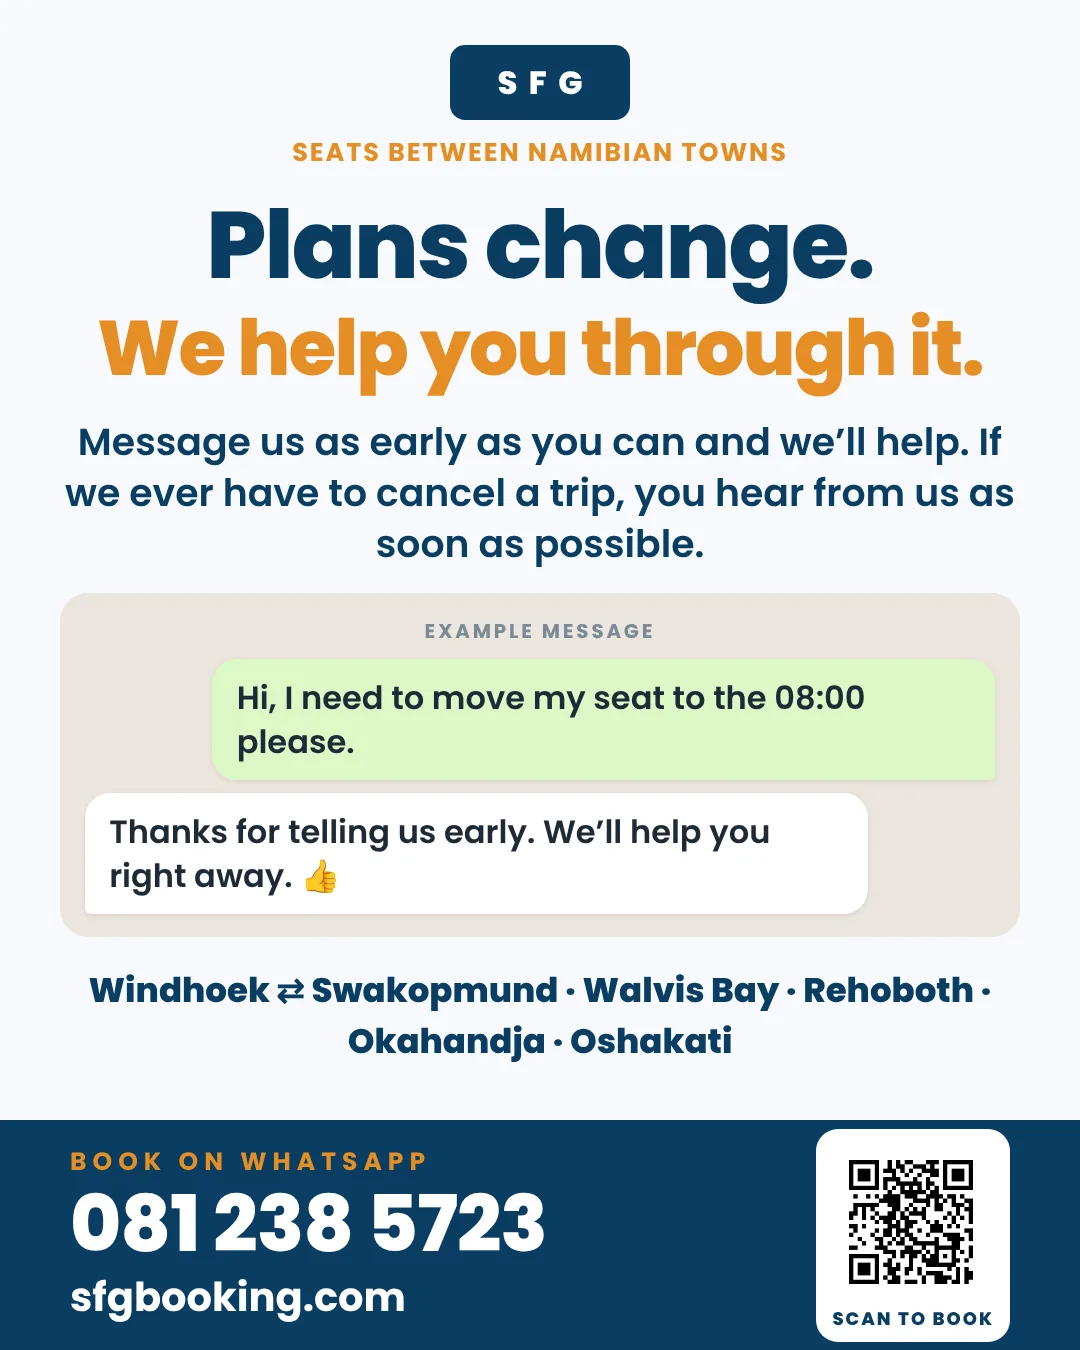 SFG
SEATS BETWEEN NAMIBIAN TOWNS
Plans change.
We help you through it.
Message us as early as you can and we’ll help. If
we ever have to cancel a trip, you hear from us as
soon as possible.
EXAMPLE MESSAGE
Hi, I need to move my seat to the 08:00
please.
Thanks for telling us early. We’ll help you
right away. 👍
Windhoek ⇄ Swakopmund · Walvis Bay · Rehoboth ·
Okahandja · Oshakati
BOOK ON WHATSAPP
081 238 5723
sfgbooking.com
SCAN TO BOOK